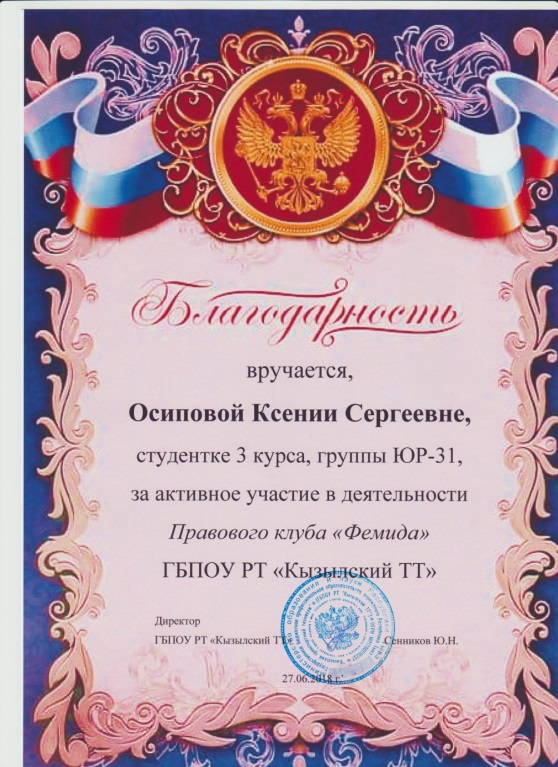 Благодарность
вручается,
Осиповой Ксении Сергеевне,
студентке 3 курса, группы ЮР-31,
за активное участие в деятельности
Правового клуба «Фемида»
ГБПОУ РТ «Кызылский ТТ»
Директор
ГБПОУ РТ «Кызылский ТТ» Сенников Ю.Н.
27.06.2018 г.